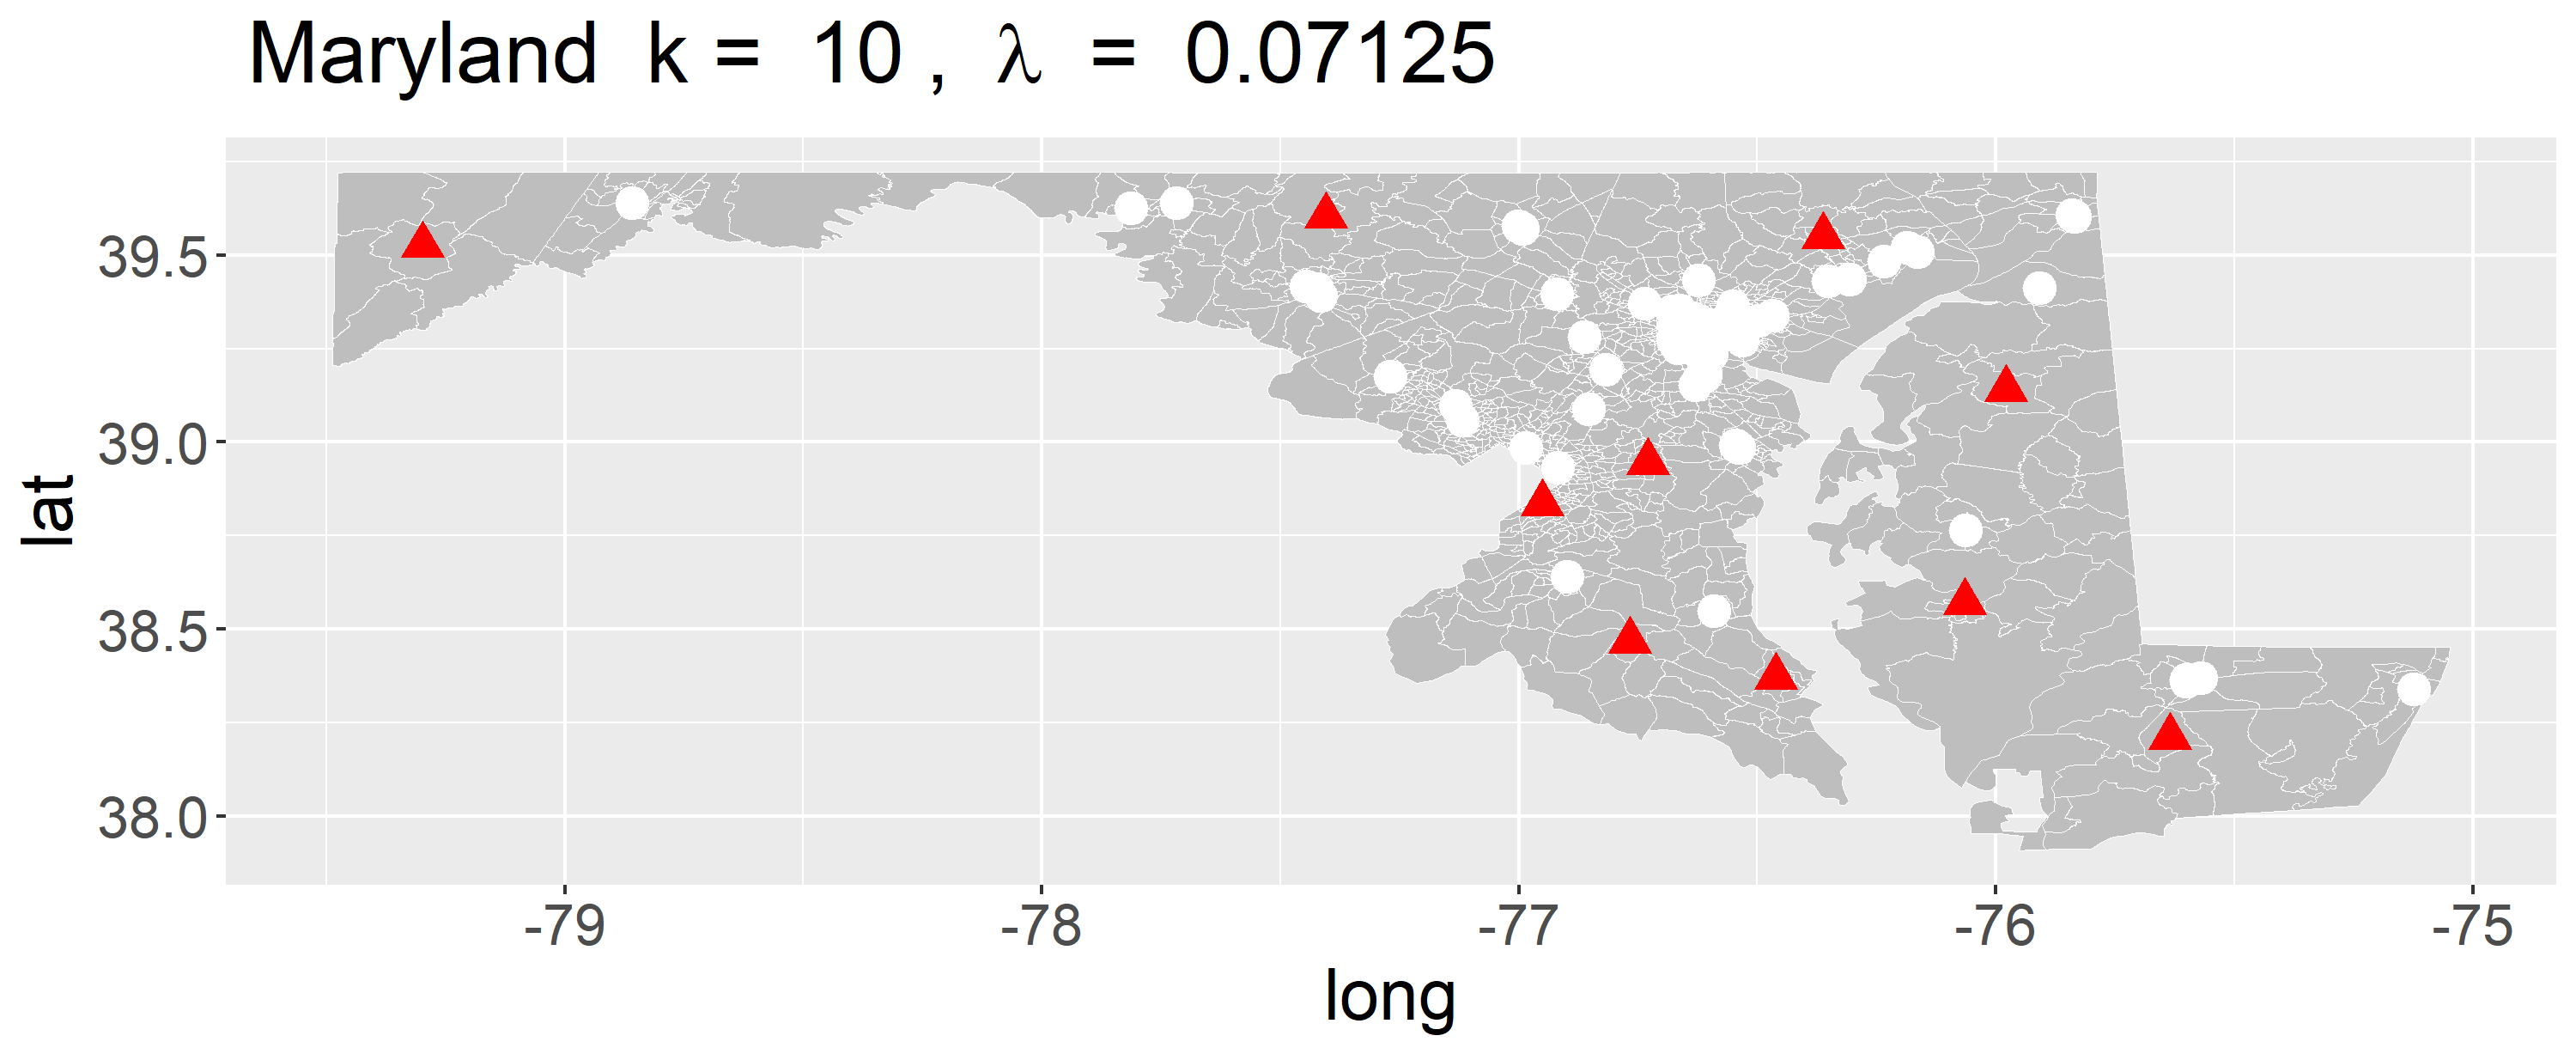 Maryland k = 10 , λ = 0.07125
lat
39.5
39.0
38.5
38.0
-79 -78 -77 -76 -75
long